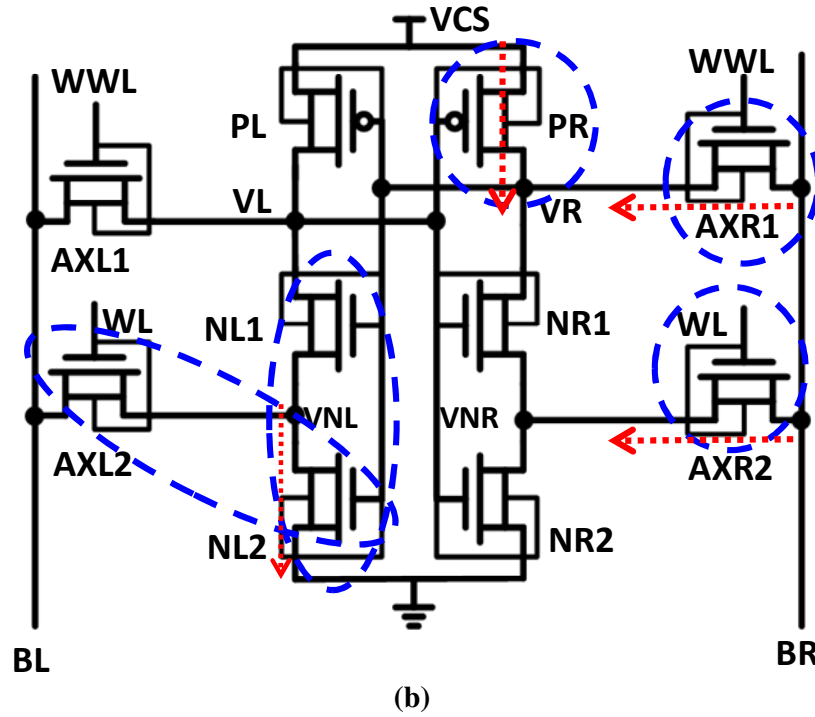 VCS
WWL
WWL
PL
PR
VL
VR
AXL1
AXR1
WL
NL1
NR1
WL
VNL
VNR
AXL2
AXR2
NL2
NR2
BL
BR
(b)